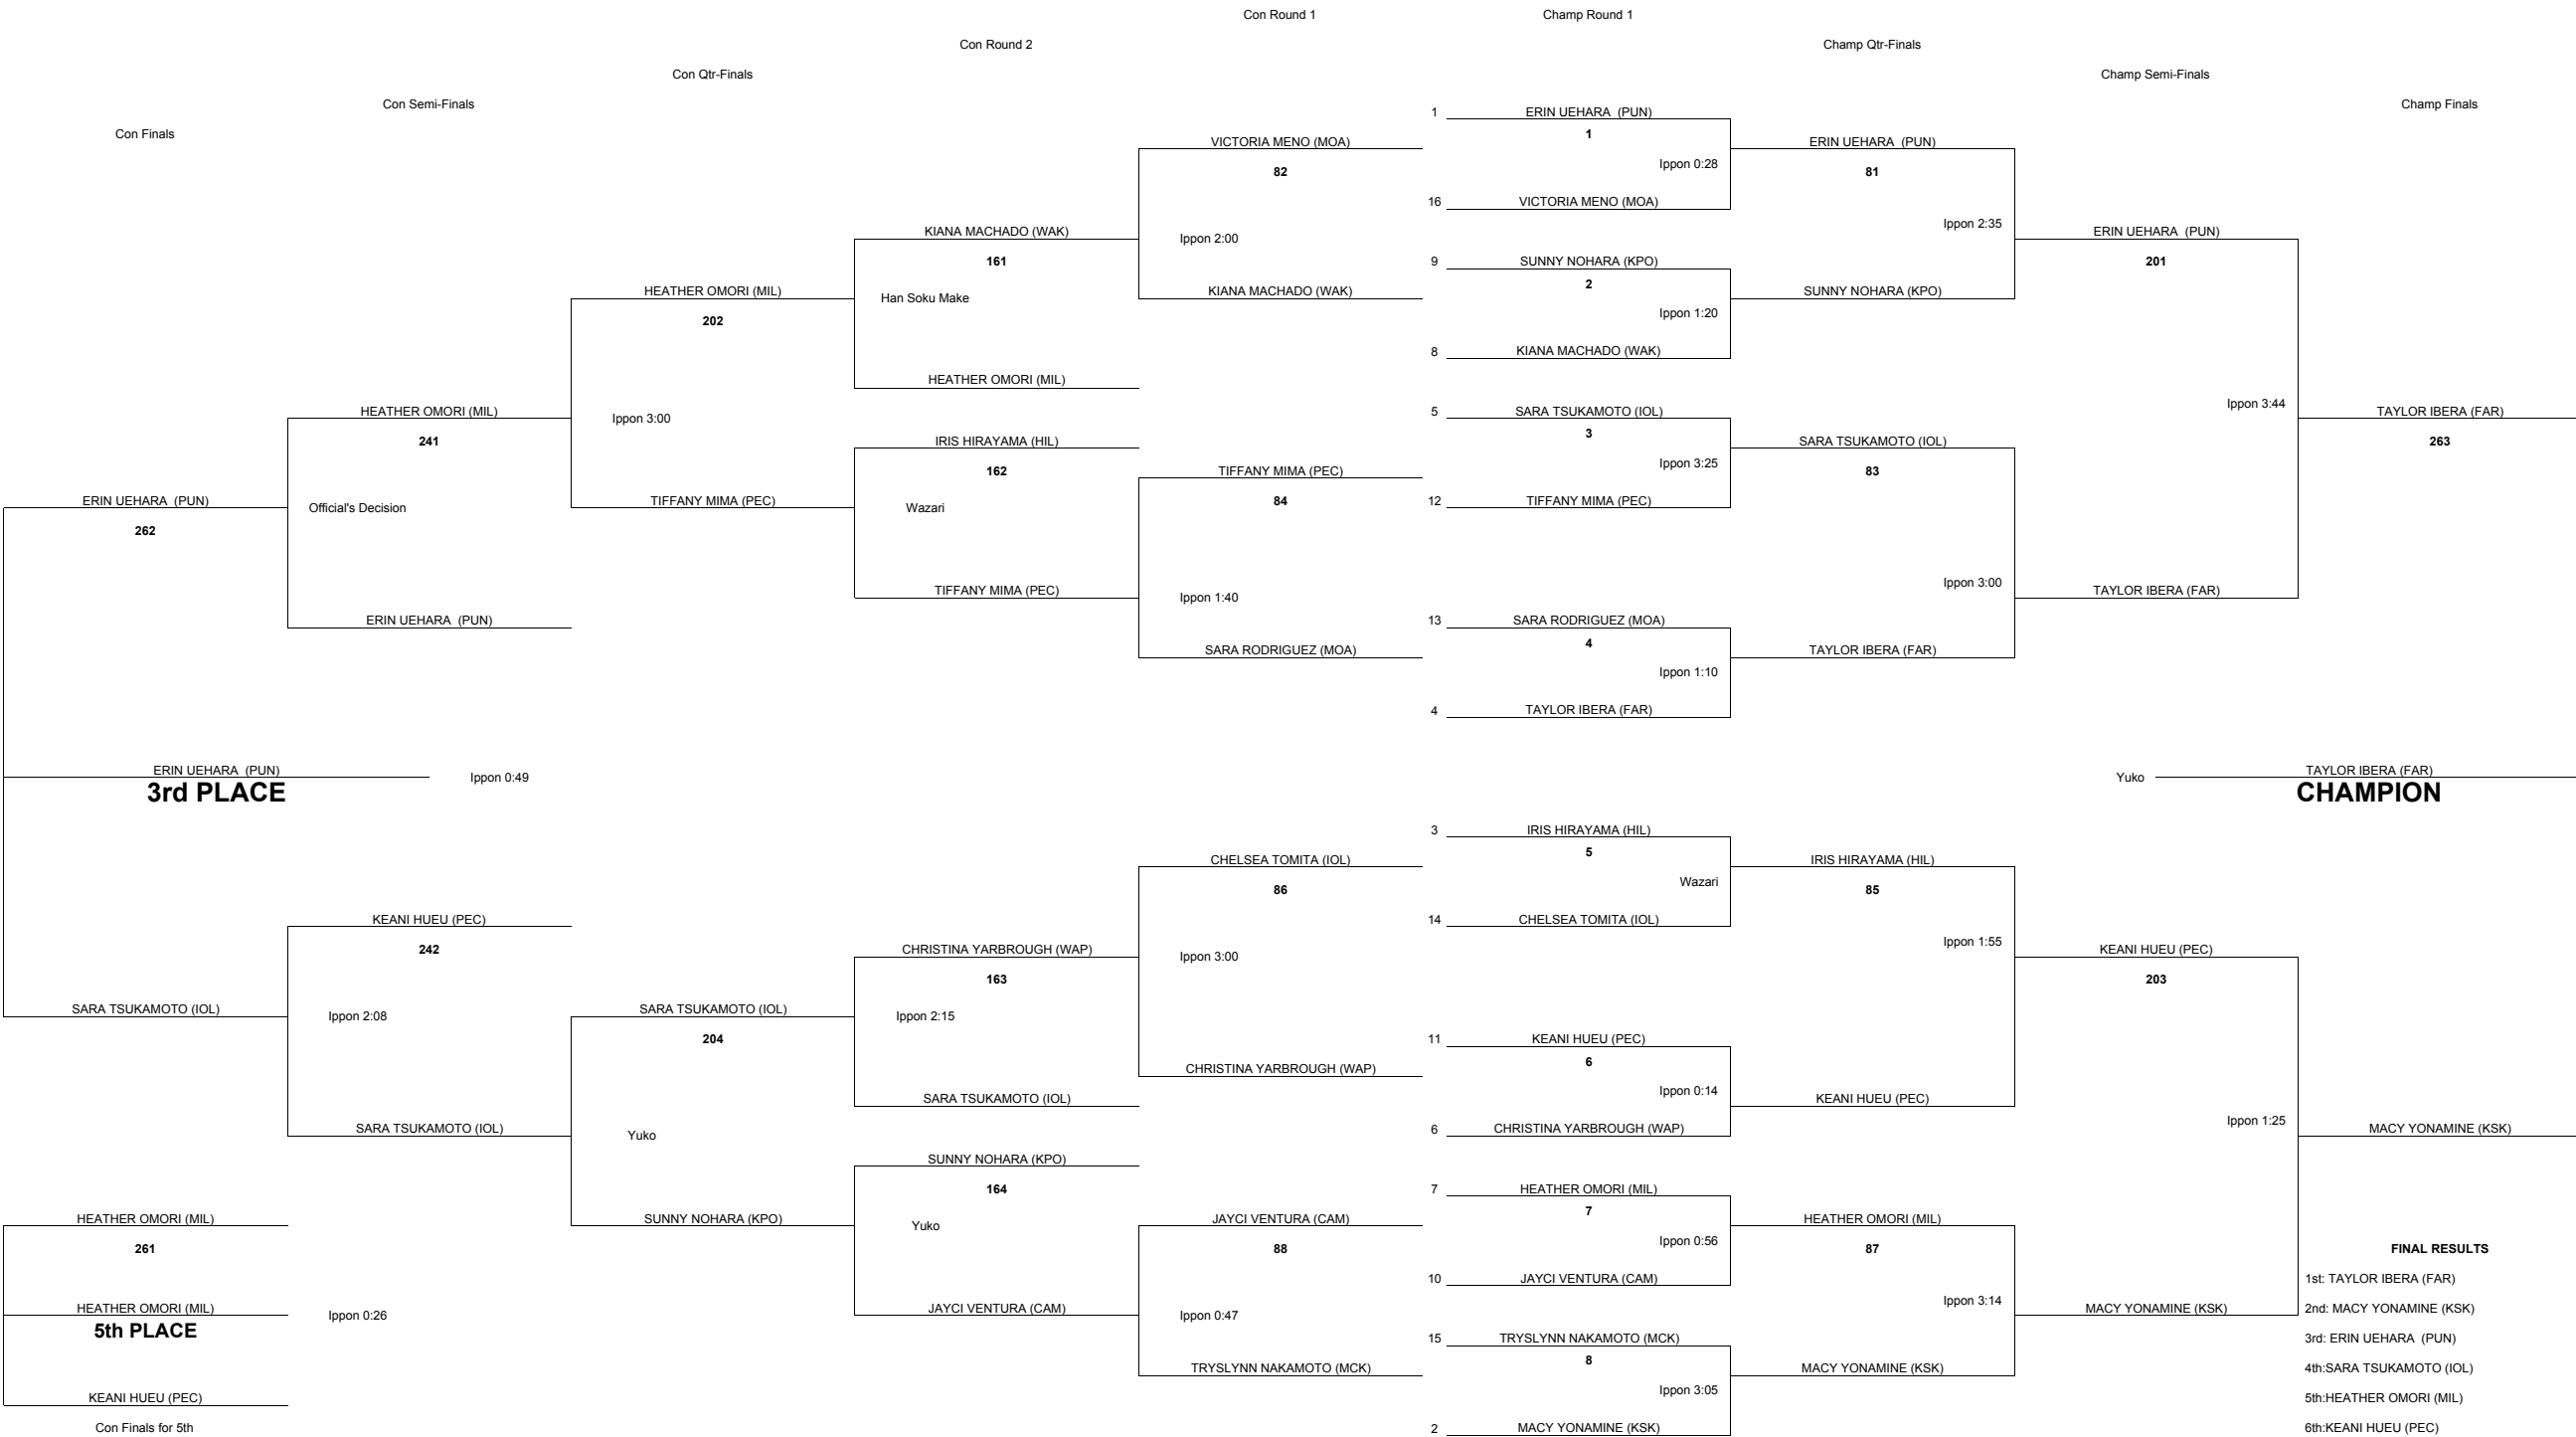 Con Round 1
Champ Round 1
Con Round 2
Champ Qtr-Finals
Con Qtr-Finals
Champ Semi-Finals
Con Semi-Finals
Champ Finals
Con Finals
1 ERIN UEHARA (PUN)
1
Ippon 0:28
16 VICTORIA MENO (MOA)
9 SUNNY NOHARA (KPO)
2
Ippon 1:20
8 KIANA MACHADO (WAK)
5 SARA TSUKAMOTO (IOL)
3
Ippon 3:25
12 TIFFANY MIMA (PEC)
13 SARA RODRIGUEZ (MOA)
4
Ippon 1:10
4 TAYLOR IBERA (FAR)
3 IRIS HIRAYAMA (HIL)
5
Wazari
14 CHELSEA TOMITA (IOL)
11 KEANI HUEU (PEC)
6
Ippon 0:14
6 CHRISTINA YARBROUGH (WAP)
7 HEATHER OMORI (MIL)
7
Ippon 0:56
10 JAYCI VENTURA (CAM)
15 TRYSLYNN NAKAMOTO (MCK)
8
Ippon 3:05
2 MACY YONAMINE (KSK)
ERIN UEHARA (PUN)
81
Ippon 2:35
SUNNY NOHARA (KPO)
SARA TSUKAMOTO (IOL)
83
Ippon 3:00
TAYLOR IBERA (FAR)
IRIS HIRAYAMA (HIL)
85
Ippon 1:55
KEANI HUEU (PEC)
HEATHER OMORI (MIL)
87
Ippon 3:14
MACY YONAMINE (KSK)
ERIN UEHARA (PUN)
201
Ippon 3:44
TAYLOR IBERA (FAR)
KEANI HUEU (PEC)
203
Ippon 1:25
MACY YONAMINE (KSK)
TAYLOR IBERA (FAR)
263
Yuko
TAYLOR IBERA (FAR)
CHAMPION
MACY YONAMINE (KSK)
VICTORIA MENO (MOA)
82
Ippon 2:00
KIANA MACHADO (WAK)
TIFFANY MIMA (PEC)
84
Ippon 1:40
SARA RODRIGUEZ (MOA)
CHELSEA TOMITA (IOL)
86
Ippon 3:00
CHRISTINA YARBROUGH (WAP)
JAYCI VENTURA (CAM)
88
Ippon 0:47
TRYSLYNN NAKAMOTO (MCK)
KIANA MACHADO (WAK)
161
Han Soku Make
HEATHER OMORI (MIL)
IRIS HIRAYAMA (HIL)
162
Wazari
TIFFANY MIMA (PEC)
CHRISTINA YARBROUGH (WAP)
163
Ippon 2:15
SARA TSUKAMOTO (IOL)
SUNNY NOHARA (KPO)
164
Yuko
JAYCI VENTURA (CAM)
HEATHER OMORI (MIL)
202
Ippon 3:00
TIFFANY MIMA (PEC)
SARA TSUKAMOTO (IOL)
204
Yuko
SUNNY NOHARA (KPO)
HEATHER OMORI (MIL)
241
Official's Decision
ERIN UEHARA (PUN)
KEANI HUEU (PEC)
242
Ippon 2:08
SARA TSUKAMOTO (IOL)
ERIN UEHARA (PUN)
262
ERIN UEHARA (PUN)
3rd PLACE
Ippon 0:49
SARA TSUKAMOTO (IOL)
HEATHER OMORI (MIL)
261
HEATHER OMORI (MIL)
5th PLACE
Ippon 0:26
KEANI HUEU (PEC)
Con Finals for 5th
FINAL RESULTS
1st: TAYLOR IBERA (FAR)
2nd: MACY YONAMINE (KSK)
3rd: ERIN UEHARA (PUN)
4th:SARA TSUKAMOTO (IOL)
5th:HEATHER OMORI (MIL)
6th:KEANI HUEU (PEC)